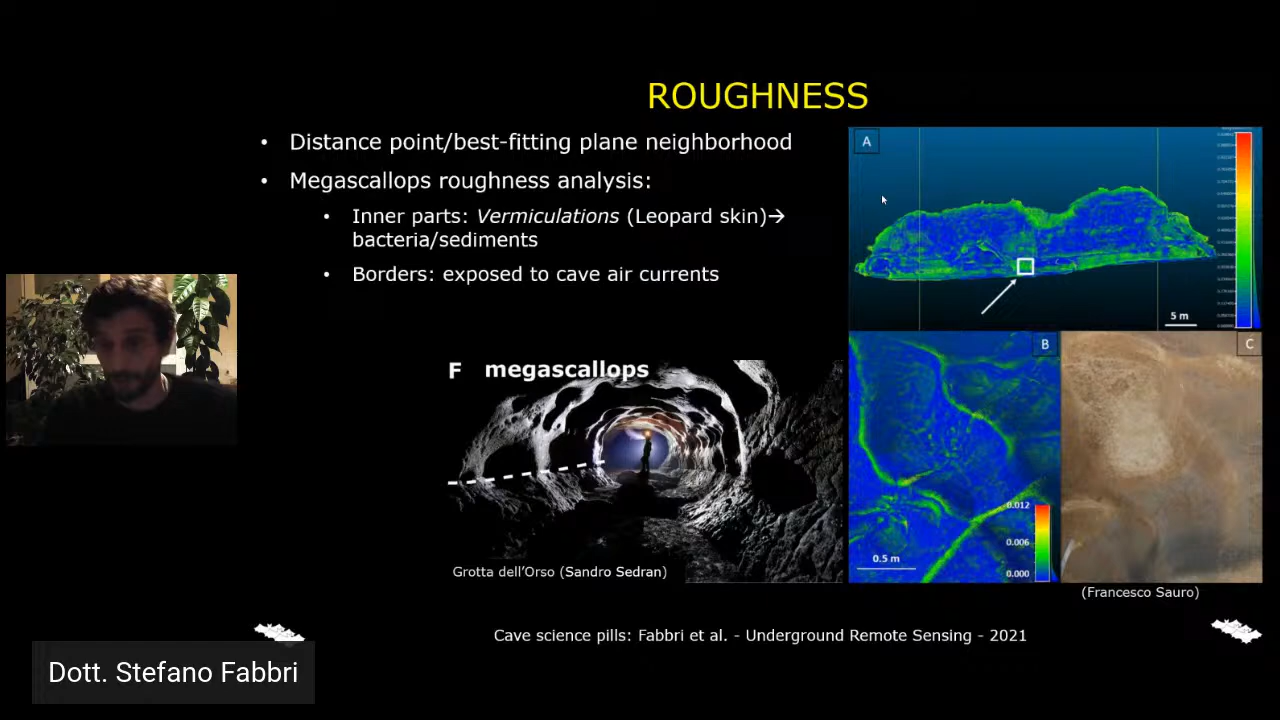 ROUGHNESS
• Distance point/best-fitting plane neighborhood
• Megascallops roughness analysis:
• Inner parts: Vermiculations (Leopard skin)→
bacteria/sediments
• Borders: exposed to cave air currents
A
5 m
F megascallops
Grotta dell'Orso (Sandro Sedran)
B
0.012
0.006
0.000
0.5 m
C
(Francesco Sauro)
Cave science pills: Fabbri et al. - Underground Remote Sensing - 2021
Dott. Stefano Fabbri